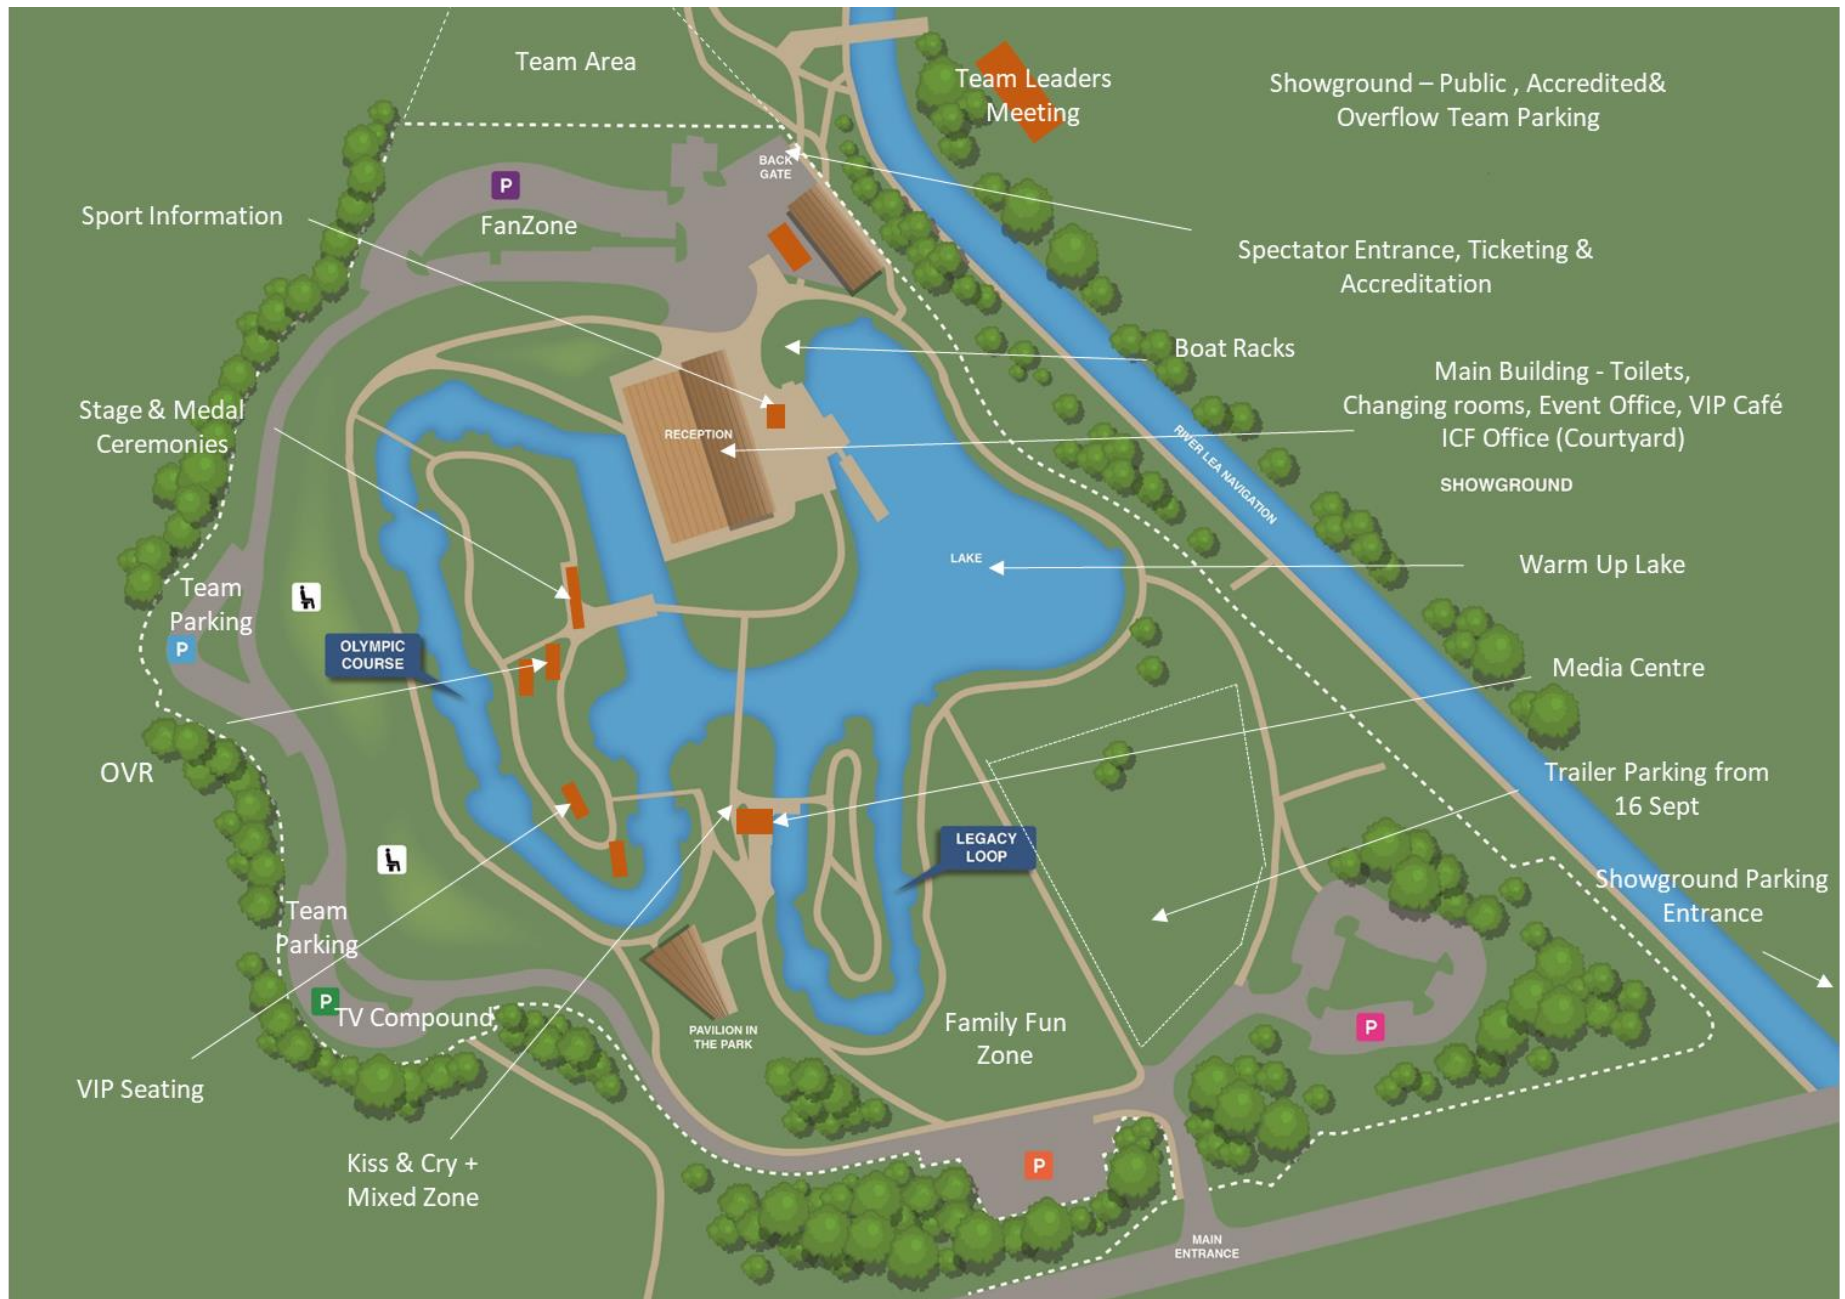 Team Area
Team Leaders
Meeting
Showground – Public , Accredited&
Overflow Team Parking
BACK
GATE
P
Sport Information
FanZone
Spectator Entrance, Ticketing &
Accreditation
Boat Racks
Main Building - Toilets,
Changing rooms, Event Office, VIP Café
ICF Office (Courtyard)
Stage & Medal
Ceremonies
RECEPTION
RIVER LEA NAVIGATION
SHOWGROUND
LAKE
Warm Up Lake
Team
Parking
P
OLYMPIC
COURSE
Media Centre
OVR
Trailer Parking from
16 Sept
LEGACY
LOOP
Showground Parking
Entrance
Team
Parking
P
TV Compound
PAVILION IN
THE PARK
Family Fun
Zone
P
VIP Seating
Kiss & Cry +
Mixed Zone
P
MAIN
ENTRANCE